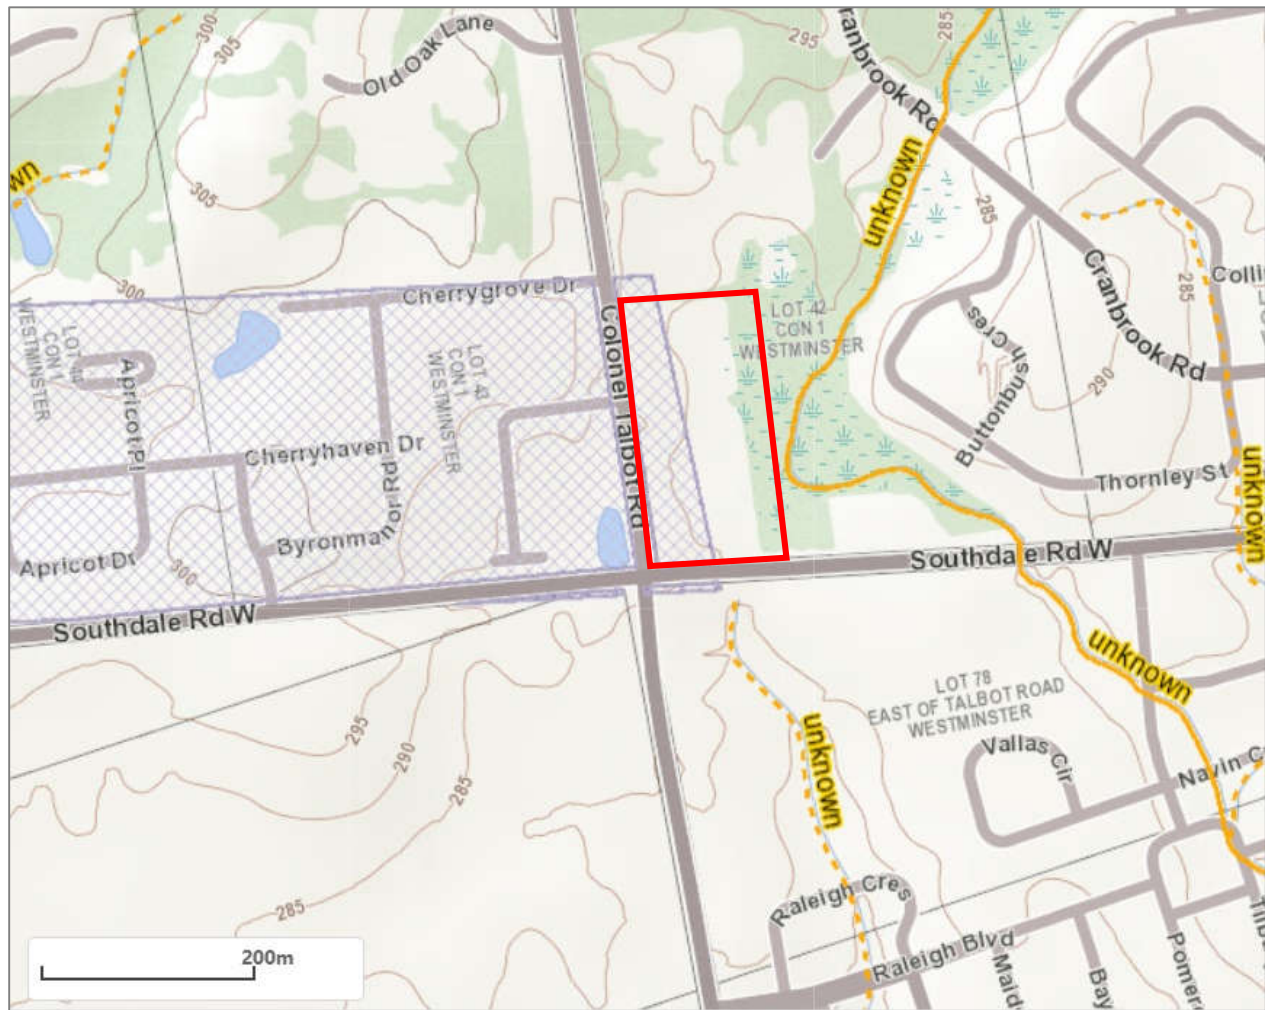 300
305
Old Oak Lane
295
285
Cranbrook Rd
unknown
305
285
Cranbrook Rd
285
300
Cherrygrove Dr
LOT 42
CON 1
WESTMINSTER
Colonel Talbot Rd
LOT 43
CON 1
WESTMINSTER
CON 1
WESTMINSTER
Apricot Pl
Buttonbush Cres
290
Cherryhaven Dr
Byronmanor Rd
Thornley St
unknown
Apricot Dr
300
Southdale Rd W
Southdale Rd W
unknown
LOT 78
EAST OF TALBOT ROAD
WESTMINSTER
295
290
285
unknown
Vallas Cir
285
Raleigh Cres
Raleigh Blvd
200m